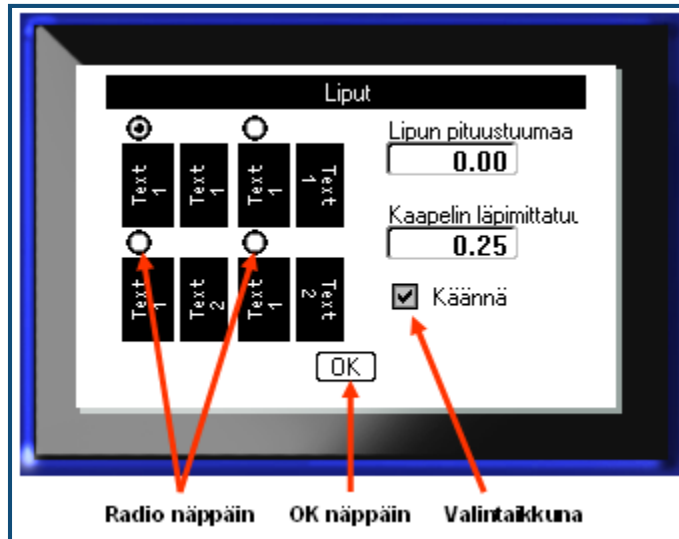 Liput
Lipun pituustuumaa
0.00
Text 1 Text 1 Text 1 Text 1
Kaapelin läpimittatuu
0.25
Text 1 Text 2 Text 1 Text 2
Käännä
OK
Radio näppäin OK näppäin Valintaikkuna